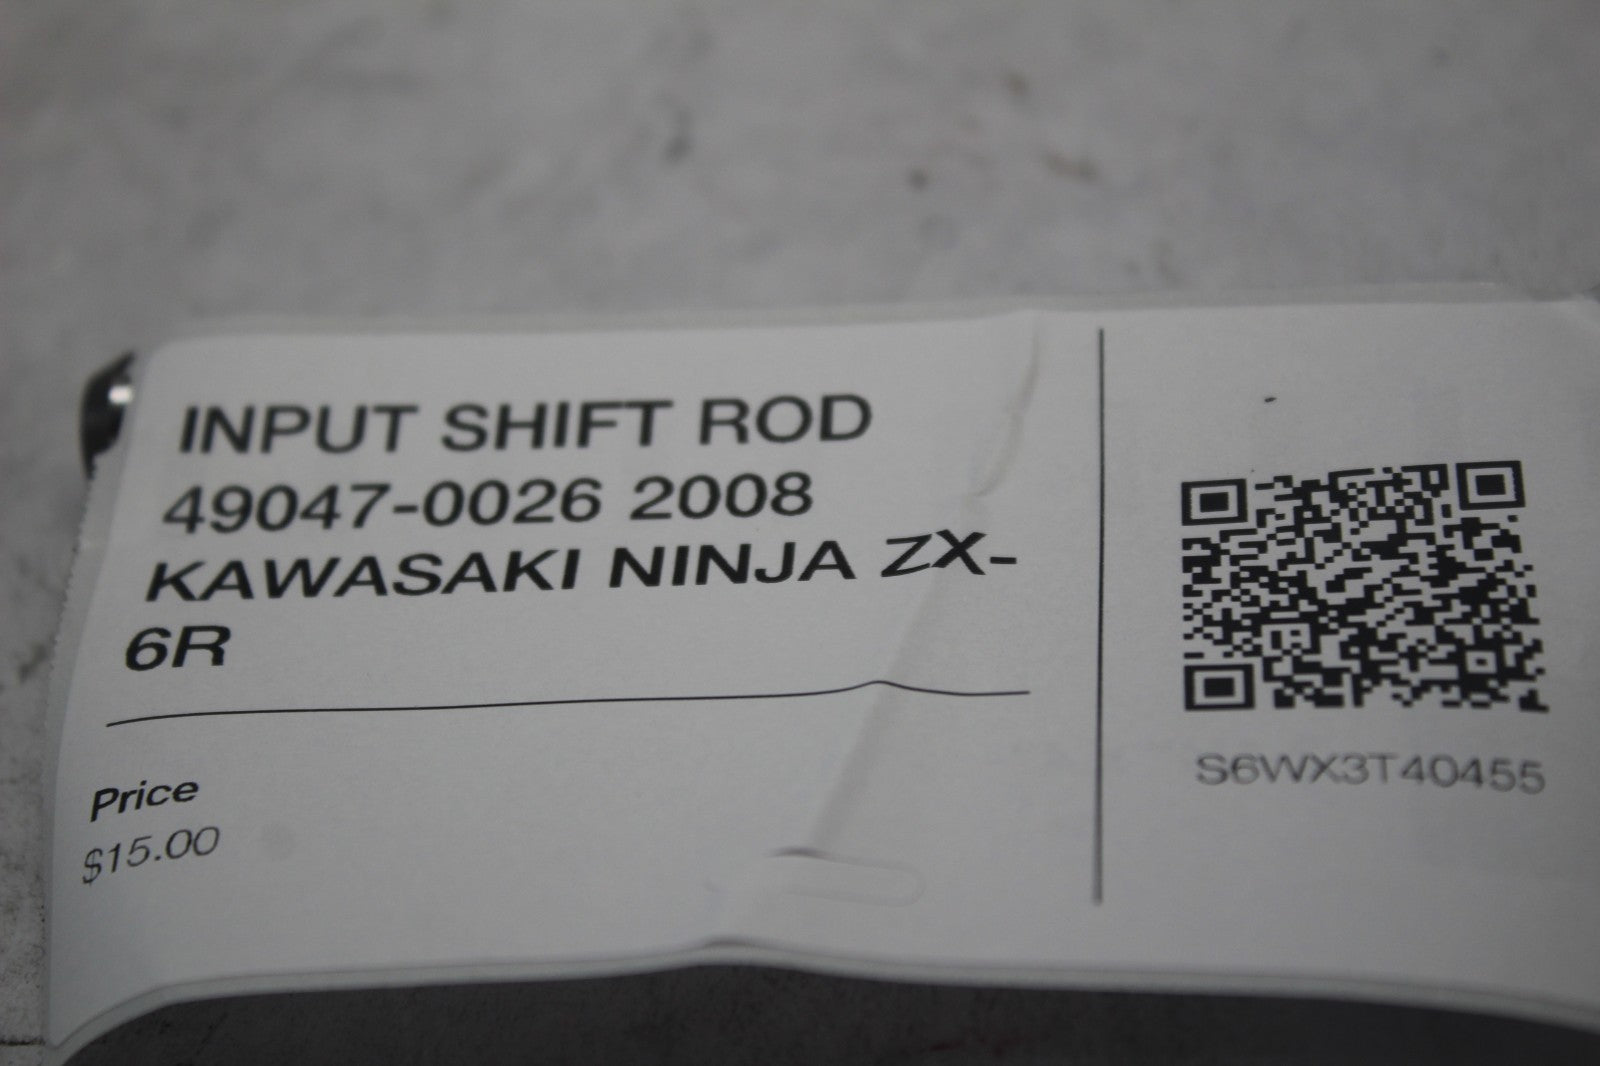 INPUT SHIFT ROD
49047-0026 2008
KAWASAKI NINJA ZX-
6R
Price
$15.00
S6WX3T40455